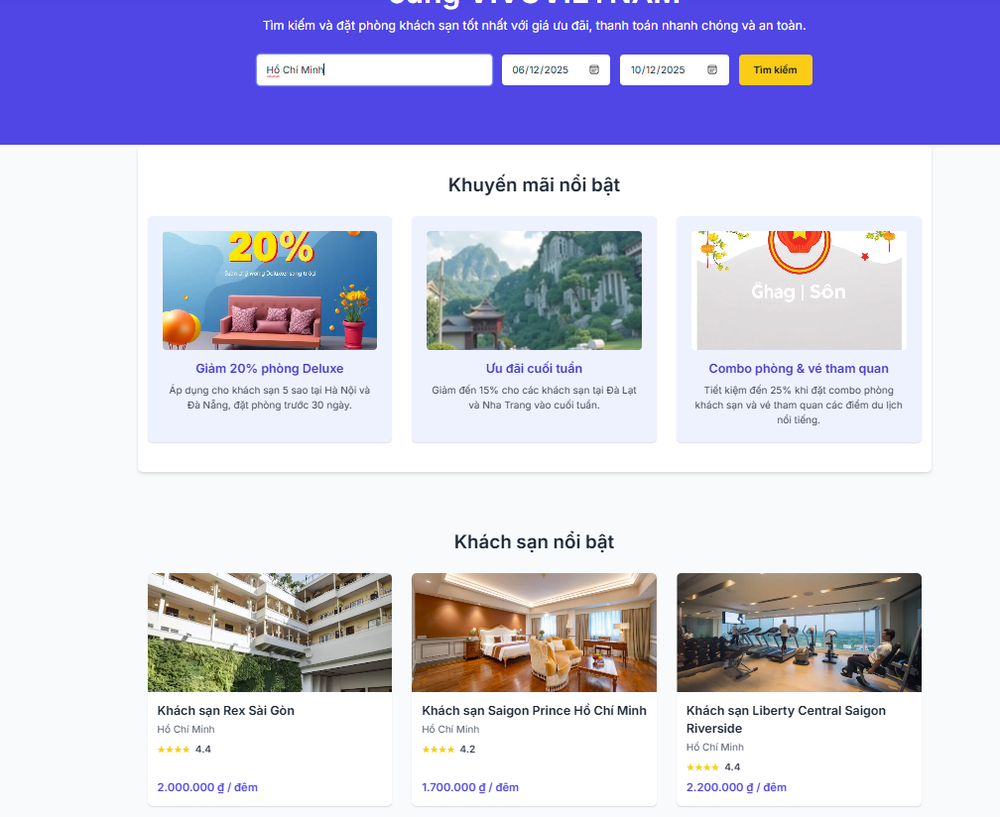 cùng VIVUVIETNAM
Tìm kiếm và đặt phòng khách sạn tốt nhất với giá ưu đãi, thanh toán nhanh chóng và an toàn.
Hồ Chí Minh 06/12/2025 10/12/2025 Tìm kiếm
Khuyến mãi nổi bật
20%
Ğhag | Sôn
Giảm 20% phòng Deluxe
Ưu đãi cuối tuần
Combo phòng & vé tham quan
Áp dụng cho khách sạn 5 sao tại Hà Nội và
Đà Nẵng, đặt phòng trước 30 ngày.
Giảm đến 15% cho các khách sạn tại Đà Lạt
và Nha Trang vào cuối tuần.
Tiết kiệm đến 25% khi đặt combo phòng
khách sạn và vé tham quan các điểm du lịch
nổi tiếng.
Khách sạn nổi bật
Khách sạn Rex Sài Gòn
Hồ Chí Minh
★★★★ 4.4
2.000.000 ₫ / đêm
Khách sạn Saigon Prince Hồ Chí Minh
Hồ Chí Minh
★★★★ 4.2
1.700.000 ₫ / đêm
Khách sạn Liberty Central Saigon
Riverside
Hồ Chí Minh
★★★★ 4.4
2.200.000 ₫ / đêm